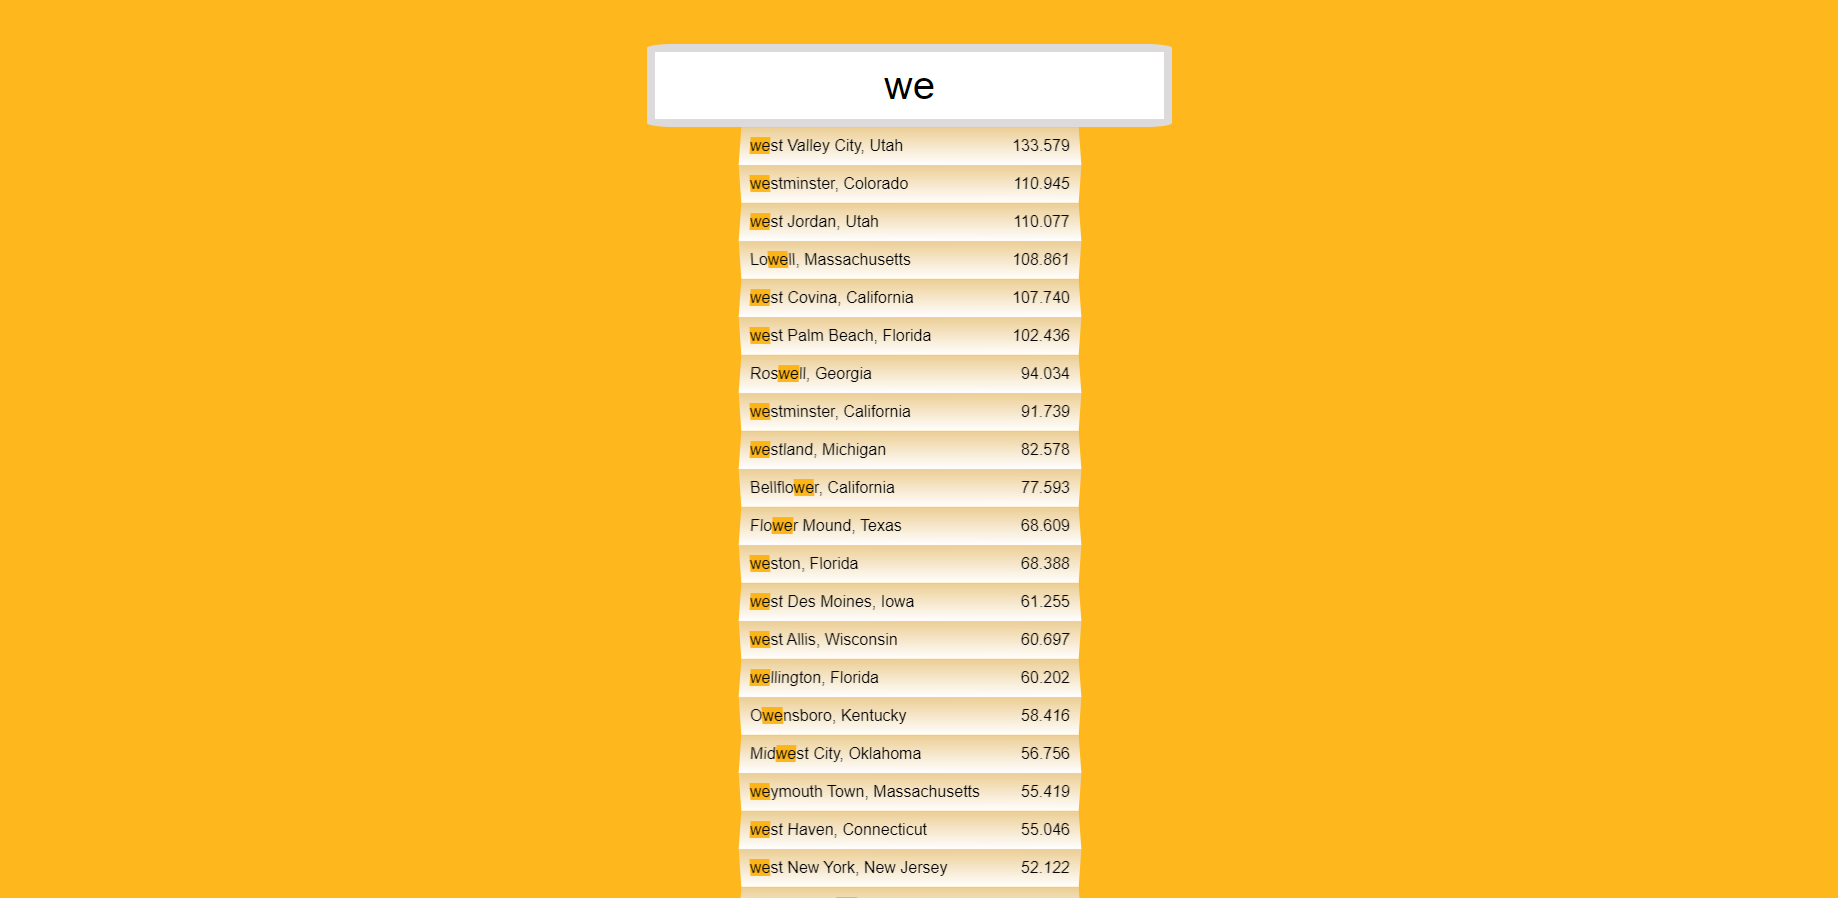 we
west Valley City, Utah 133.579
westminster, Colorado 110.945
west Jordan, Utah 110.077
Lowell, Massachusetts 108.861
west Covina, California 107.740
west Palm Beach, Florida 102.436
Roswell, Georgia 94.034
westminster, California 91.739
westland, Michigan 82.578
Bellflower, California 77.593
Flower Mound, Texas 68.609
weston, Florida 68.388
west Des Moines, Iowa 61.255
west Allis, Wisconsin 60.697
wellington, Florida 60.202
Owensboro, Kentucky 58.416
Midwest City, Oklahoma 56.756
weymouth Town, Massachusetts 55.419
west Haven, Connecticut 55.046
west New York, New Jersey 52.122